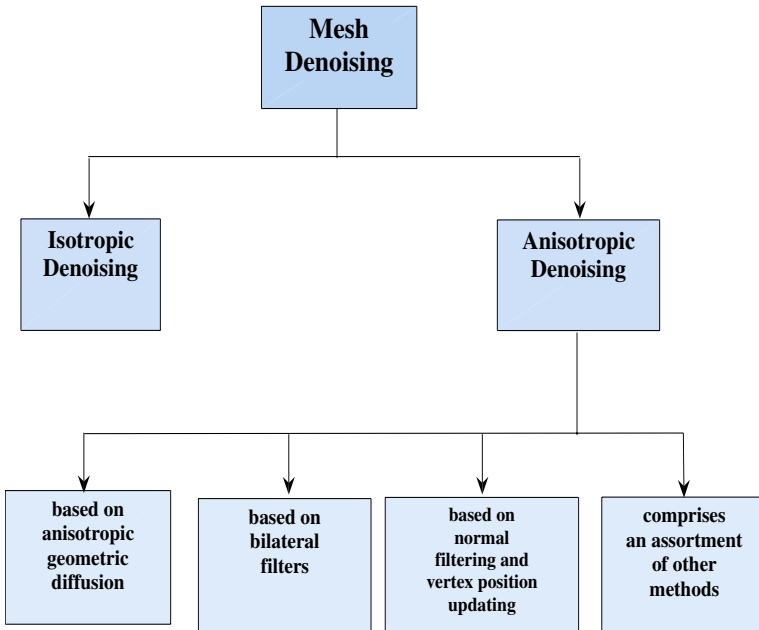 Mesh
Denoising
Isotropic
Denoising
Anisotropic
Denoising
based on
anisotropic
geometric
diffusion
based on
bilateral
filters
based on
normal
filtering and
vertex position
updating
comprises
an assortment
of other
methods